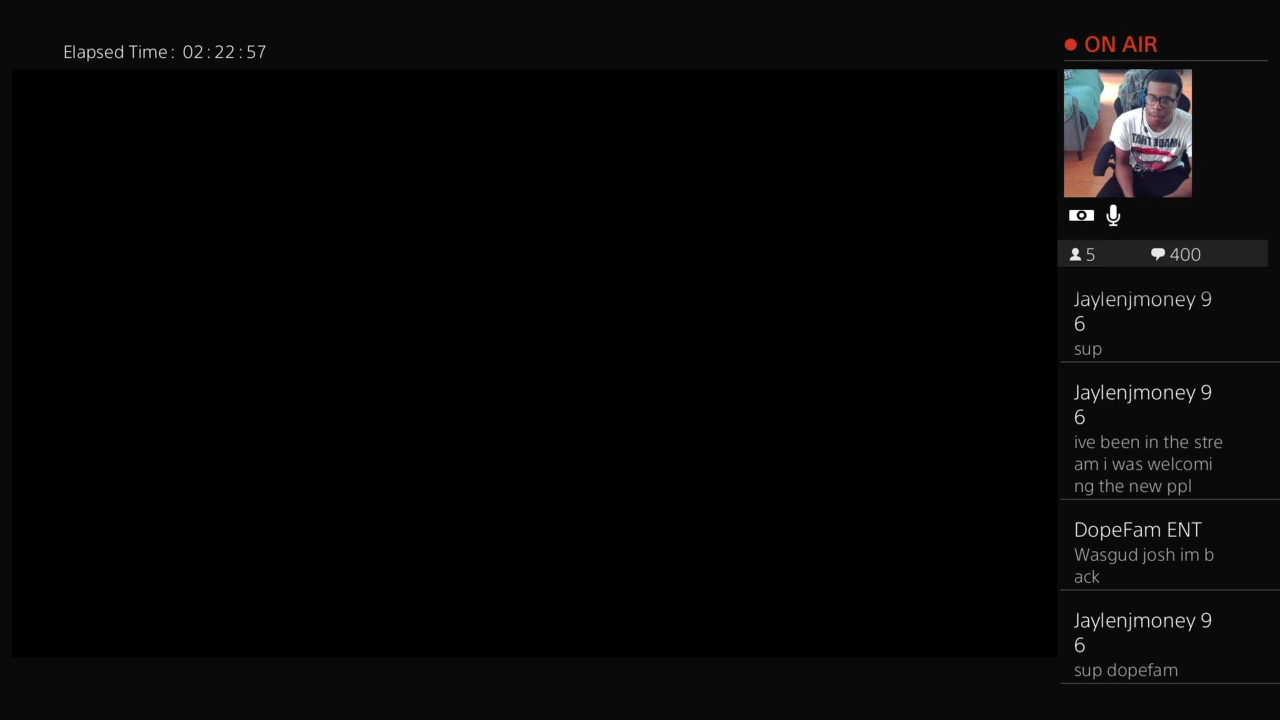 Elapsed Time: 02:22:57
ON AIR
MADE THAT
5 400
Jaylenjmoney 9
6
sup
Jaylenjmoney 9
6
ive been in the stre
am i was welcomi
ng the new ppl
DopeFam ENT
Wasgud josh im b
ack
Jaylenjmoney 9
6
sup dopefam